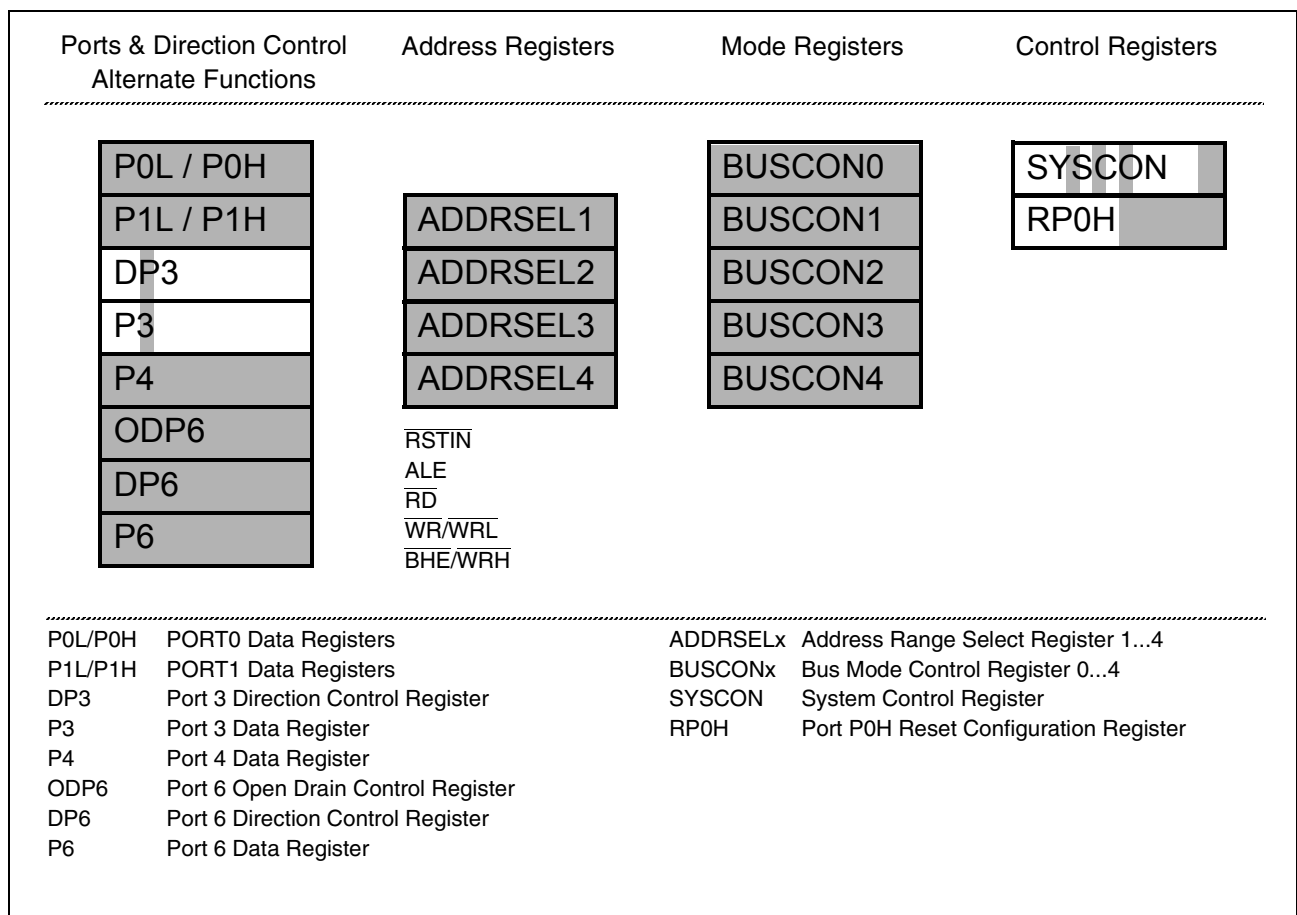 Ports & Direction Control
Alternate Functions
Address Registers
Mode Registers
Control Registers
P0L / P0H
P1L / P1H
DP3
P3
P4
ODP6
DP6
P6
ADDRSEL1
ADDRSEL2
ADDRSEL3
ADDRSEL4
RSTIN
ALE
RD
WR/WRL
BHE/WRH
BUSCON0
BUSCON1
BUSCON2
BUSCON3
BUSCON4
SYSCON
RP0H
P0L/P0H PORT0 Data Registers
P1L/P1H PORT1 Data Registers
DP3 Port 3 Direction Control Register
P3 Port 3 Data Register
P4 Port 4 Data Register
ODP6 Port 6 Open Drain Control Register
DP6 Port 6 Direction Control Register
P6 Port 6 Data Register
ADDRSELx Address Range Select Register 1...4
BUSCONx Bus Mode Control Register 0...4
SYSCON System Control Register
RP0H Port P0H Reset Configuration Register